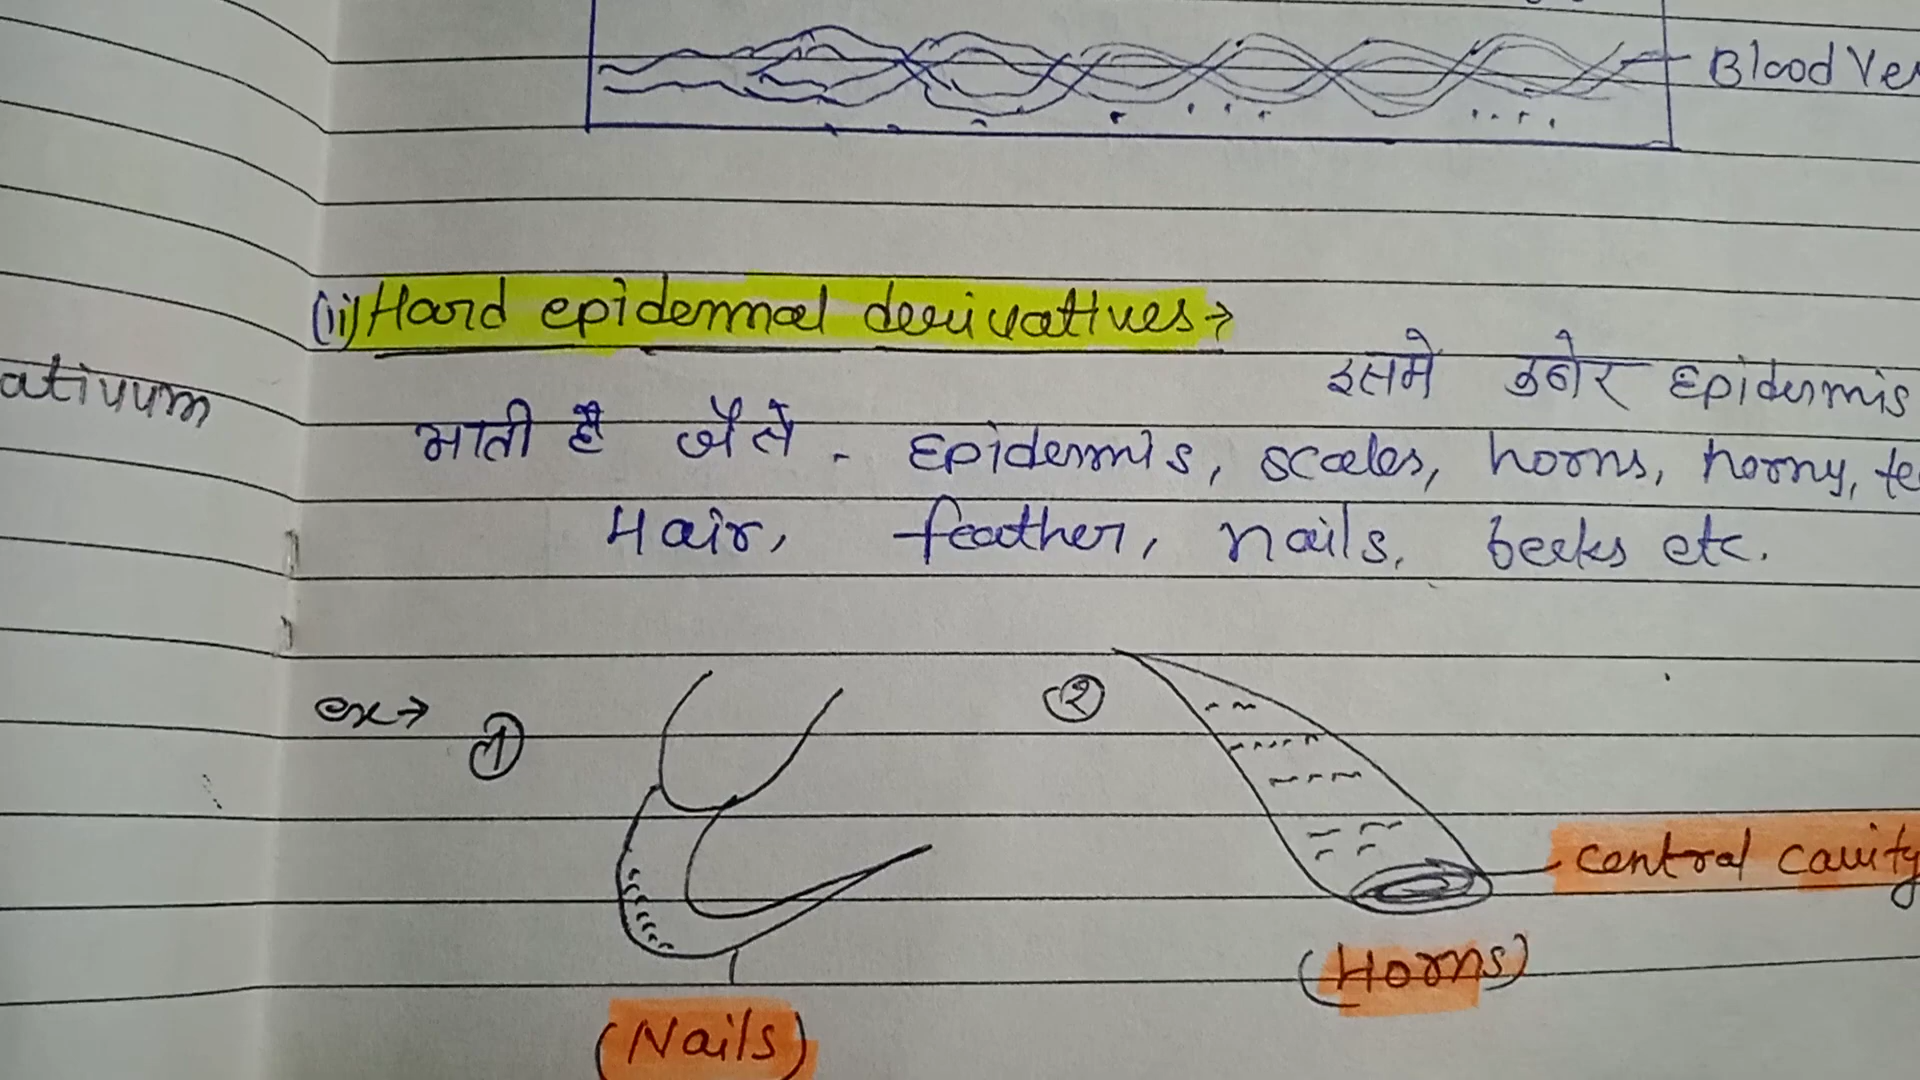 Blood Ves
(ii) Hard epidermal derivatives →
इसमे कठोर Epidermis
ativum
आती है जैसे - Epidermis, scales, horns, horny, te
Hair, feather, nails, beeks etc.
ex → ① ②
central cavity
(Horns)
(Nails)